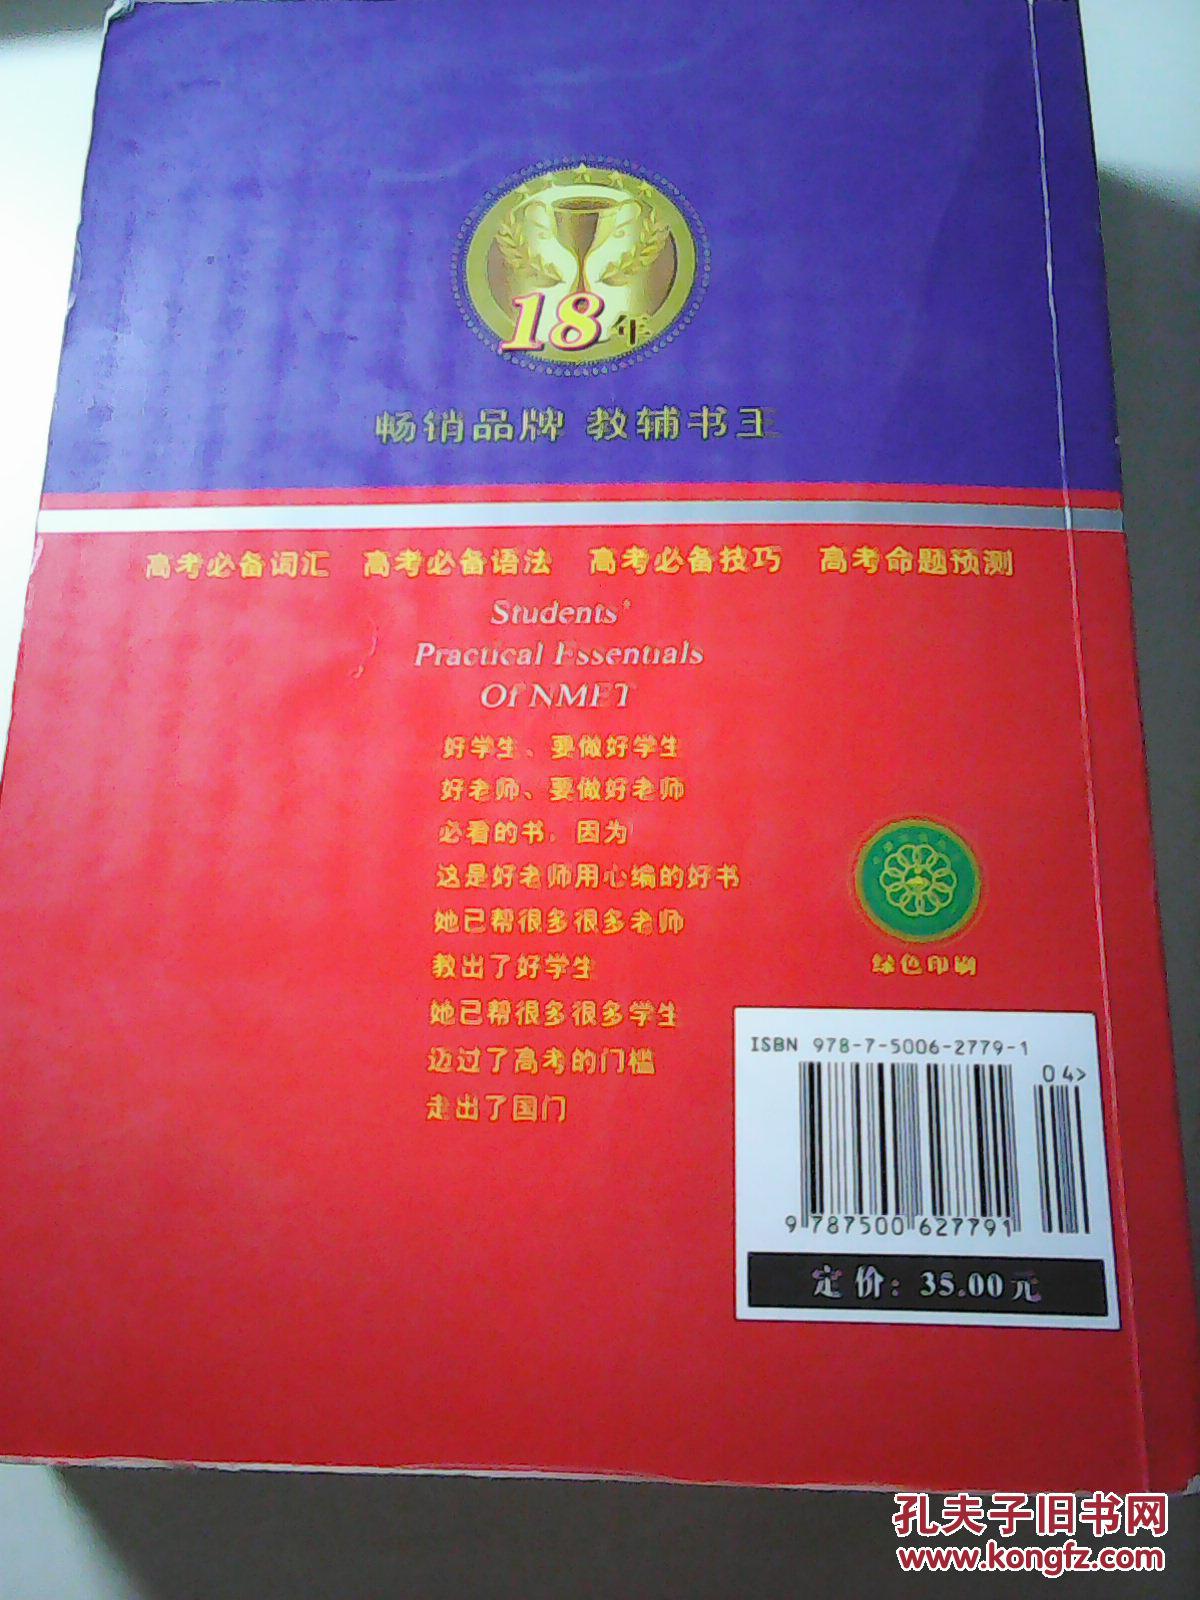 18年
畅销品牌 教辅书王
高考必备词汇 高考必备语法 高考必备技巧 高考命题预测
Students'
Practical Essentials
Of NMET
好学生、要做好学生
好老师、要做好老师
必看的书，因为
这是好老师用心编的好书
她已帮很多很多老师
教出了好学生
她已帮很多很多学生
迈过了高考的门槛
走出了国门
绿色印刷
ISBN 978-7-5006-2779-1
04>
9 787500 627791
定价：35.00元
孔夫子旧书网
www.kongfz.com